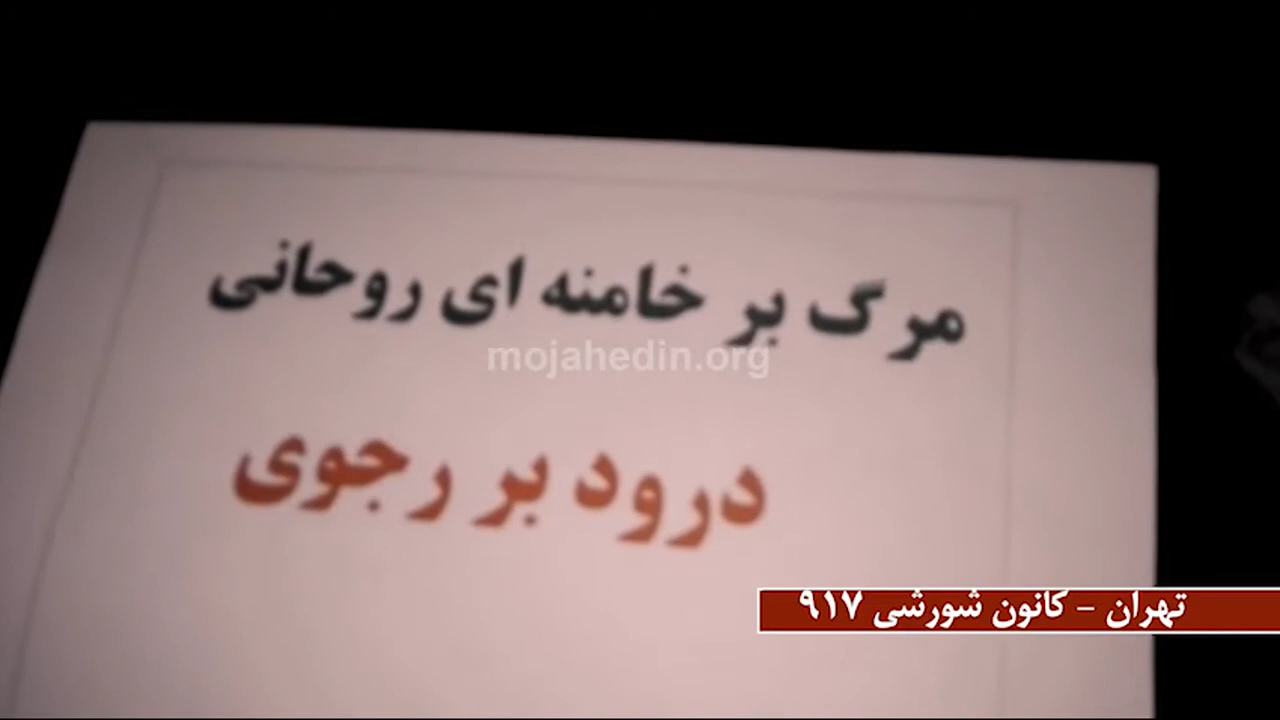 مرگ بر خامنه ای روحانی
mojahedin.org
درود بر رجوی
تهران - کانون شورشی ۹۱۷